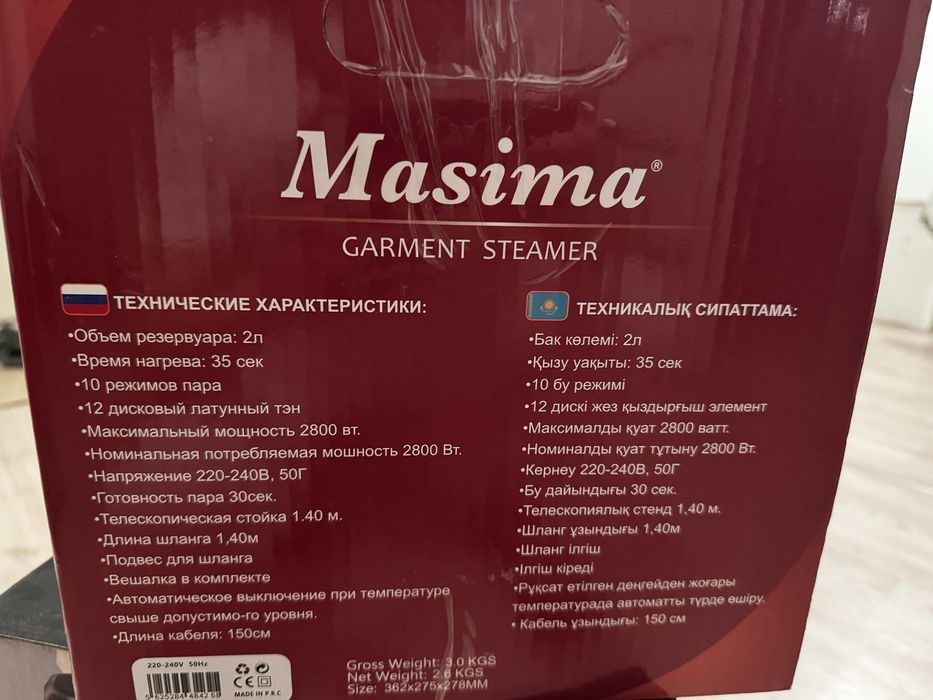 Masima®
GARMENT STEAMER
ТЕХНИЧЕСКИЕ ХАРАКТЕРИСТИКИ:
•Объем резервуара: 2л
•Время нагрева: 35 сек
•10 режимов пара
•12 дисковый латунный тэн
•Максимальный мощность 2800 вт.
•Номинальная потребляемая мошность 2800 Вт.
•Напряжение 220-240В, 50Г
•Готовность пара 30сек.
•Телескопическая стойка 1.40 м.
•Длина шланга 1,40м
•Подвес для шланга
•Вешалка в комплекте
•Автоматическое выключение при температуре
свыше допустимо-го уровня.
•Длина кабеля: 150см
ТЕХНИКАЛЫҚ СИПАТТАМА:
•Бак көлемі: 2л
•Қызу уақыты: 35 сек
•10 бу режимі
•12 дискі жез қыздырғыш элемент
•Максималды қуат 2800 ватт.
•Номиналды қуат тұтыну 2800 Вт.
•Кернеу 220-240В, 50Г
•Бу дайындығы 30 сек.
•Телескопиялық стенд 1,40 м.
•Шланг ұзындығы 1,40м
•Шланг ілгіш
•Ілгіш кіреді
•Рұқсат етілген деңгейден жоғары
температурада автоматты түрде өшіру.
• Кабель ұзындығы: 150 см
220-240V 50Hz
5 625284 484268
CE
MADE IN P.R.C
Gross Weight: 3.0 KGS
Net Weight: 2.6 KGS
Size: 362x275x278MM